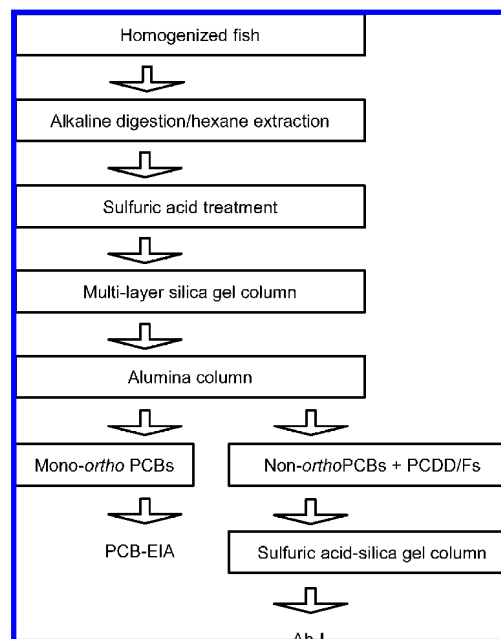 Homogenized fish
Alkaline digestion/hexane extraction
Sulfuric acid treatment
Multi-layer silica gel column
Alumina column
Mono-ortho PCBs
Non-orthoPCBs + PCDD/Fs
PCB-EIA
Sulfuric acid-silica gel column